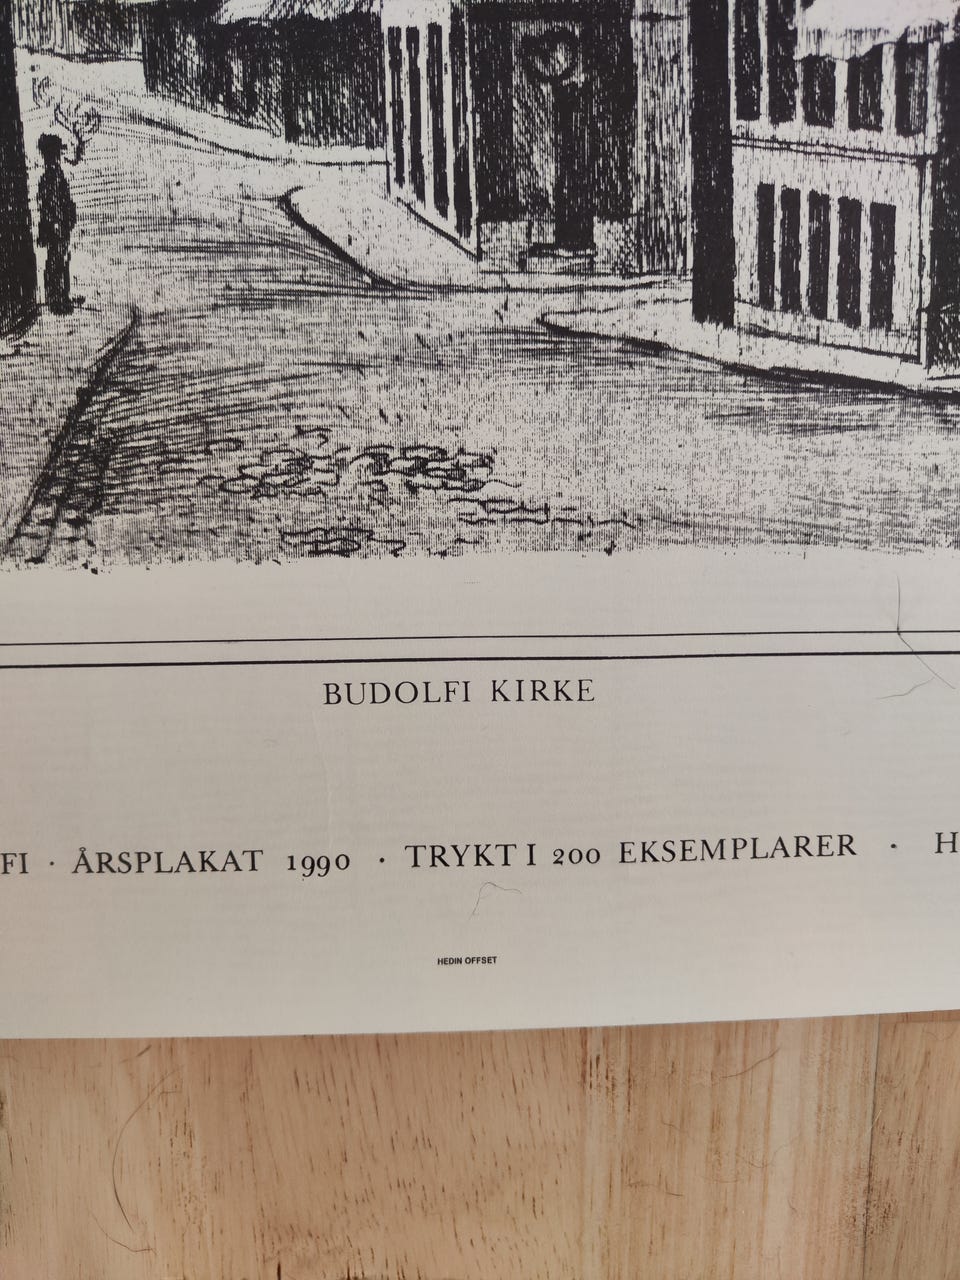 BUDOLFI KIRKE
FI · ÅRSPLAKAT 1990 · TRYKT I 200 EKSEMPLARER · H
HEDIN OFFSET